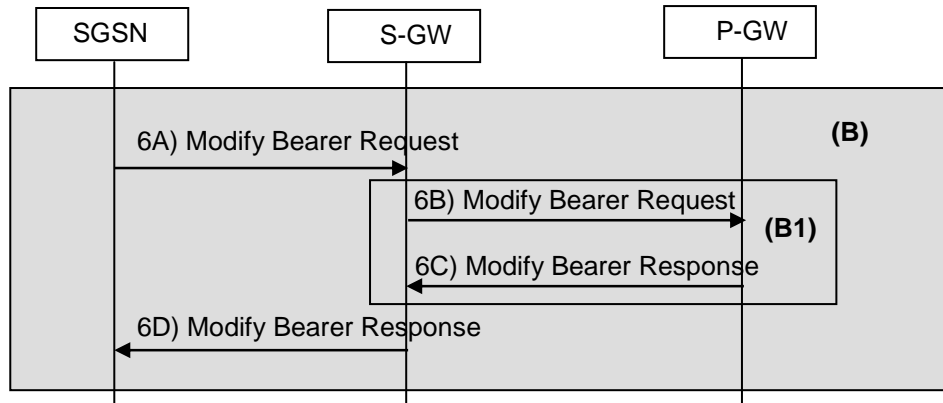 SGSN
S-GW
P-GW
6A) Modify Bearer Request
(B)
6B) Modify Bearer Request
(B1)
6C) Modify Bearer Response
6D) Modify Bearer Response